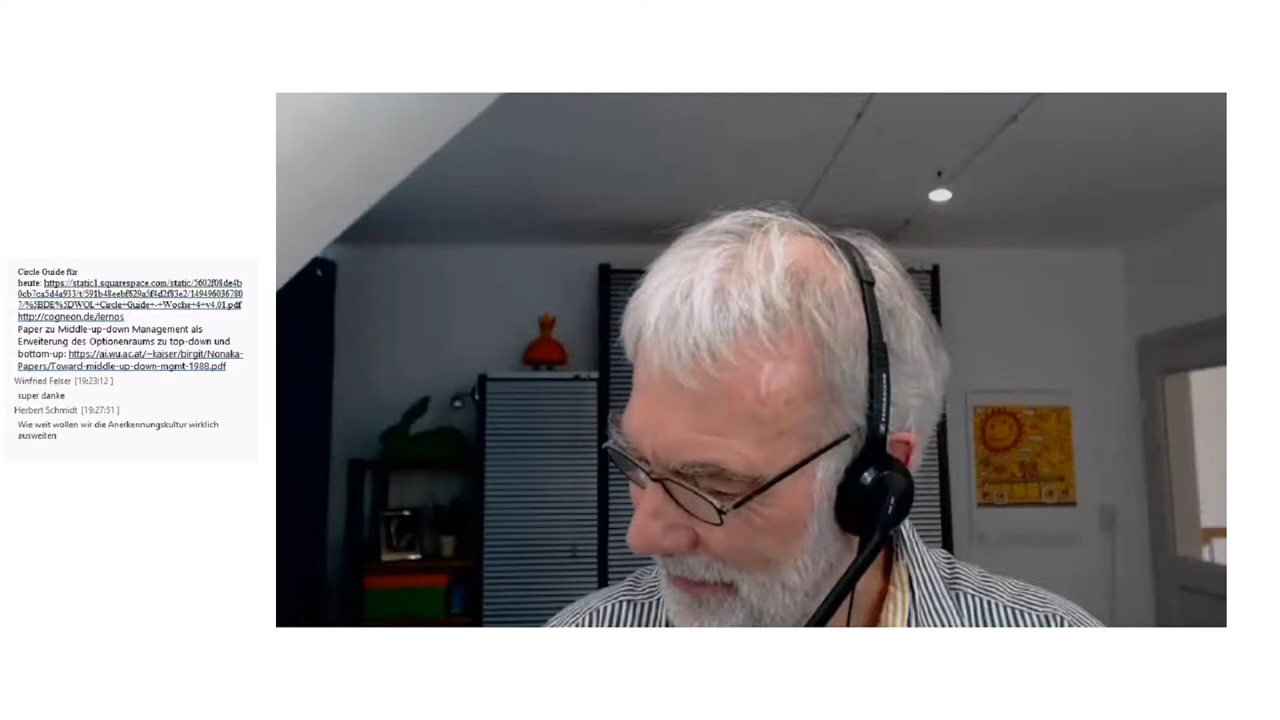 Circle Guide für
heute: https://static1.squarespace.com/static/5602f08de4b
0cb7ca5d4a933/t/591b48eebf629a5f4d2f83e2/149496036780
7/%5BDE%5DWOL+Circle+Guide+-+Woche+4+v4.01.pdf
http://cogneon.de/lernos
Paper zu Middle-up-down Management als
Erweiterung des Optionenraums zu top-down und
bottom-up: https://ai.wu.ac.at/~kaiser/birgit/Nonaka-
Papers/Toward-middle-up-down-mgmt-1988.pdf
Winfried Felser [19:23:12 ]
super danke
Herbert Schmidt [19:27:51 ]
Wie weit wollen wir die Anerkennungskultur wirklich
ausweiten